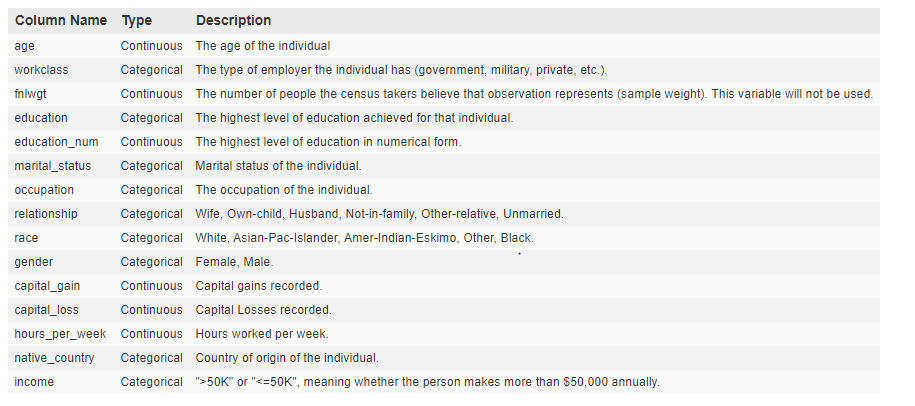 Column Name Type Description
age Continuous The age of the individual
workclass Categorical The type of employer the individual has (government, military, private, etc.).
fnlwgt Continuous The number of people the census takers believe that observation represents (sample weight). This variable will not be used.
education Categorical The highest level of education achieved for that individual.
education_num Continuous The highest level of education in numerical form.
marital_status Categorical Marital status of the individual.
occupation Categorical The occupation of the individual.
relationship Categorical Wife, Own-child, Husband, Not-in-family, Other-relative, Unmarried.
race Categorical White, Asian-Pac-Islander, Amer-Indian-Eskimo, Other, Black.
gender Categorical Female, Male.
capital_gain Continuous Capital gains recorded.
capital_loss Continuous Capital Losses recorded.
hours_per_week Continuous Hours worked per week.
native_country Categorical Country of origin of the individual.
income Categorical ">50K" or "<=50K", meaning whether the person makes more than $50,000 annually.